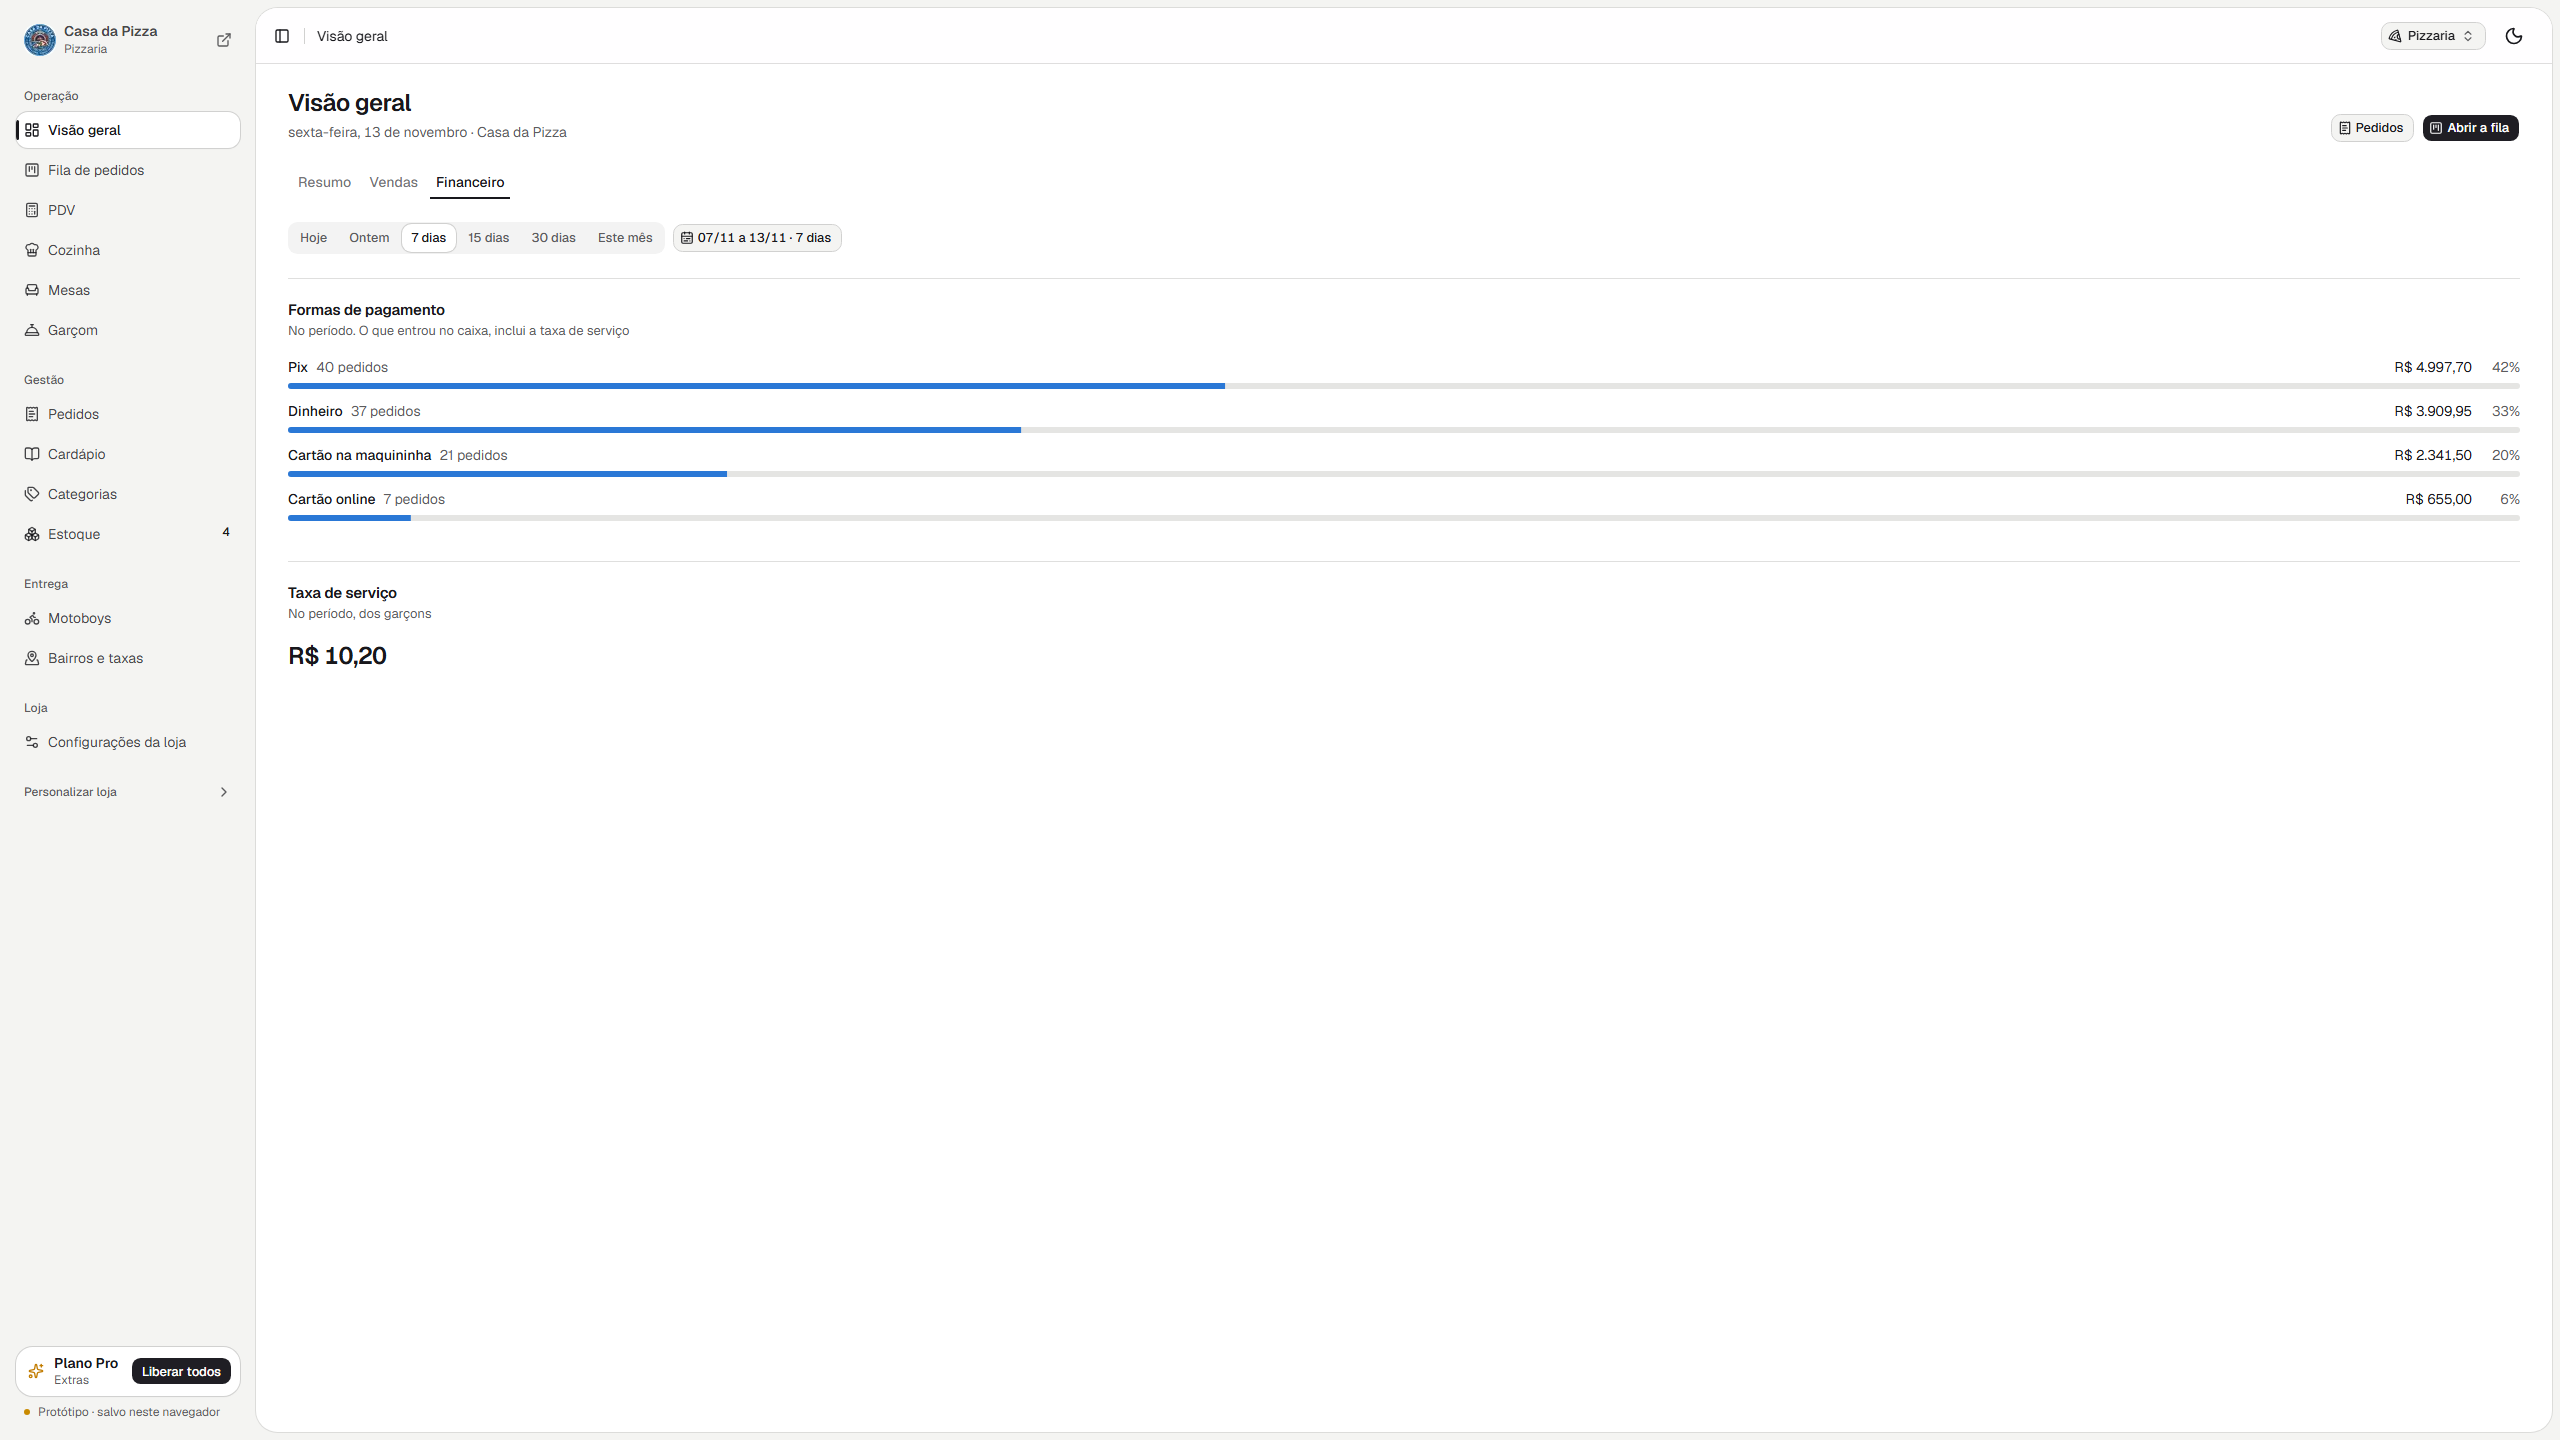 Casa da Pizza
Pizzaria
Operação
Visão geral
Fila de pedidos
PDV
Cozinha
Mesas
Garçom
Gestão
Pedidos
Cardápio
Categorias
Estoque 4
Entrega
Motoboys
Bairros e taxas
Loja
Configurações da loja
Personalizar loja
Plano Pro
Extras
Liberar todos
Protótipo · salvo neste navegador
Visão geral
Pizzaria
Visão geral
sexta-feira, 13 de novembro · Casa da Pizza
Pedidos
Abrir a fila
Resumo Vendas Financeiro
Hoje Ontem 7 dias 15 dias 30 dias Este mês 07/11 a 13/11 · 7 dias
Formas de pagamento
No período. O que entrou no caixa, inclui a taxa de serviço
Pix 40 pedidos R$ 4.997,70 42%
Dinheiro 37 pedidos R$ 3.909,95 33%
Cartão na maquininha 21 pedidos R$ 2.341,50 20%
Cartão online 7 pedidos R$ 655,00 6%
Taxa de serviço
No período, dos garçons
R$ 10,20